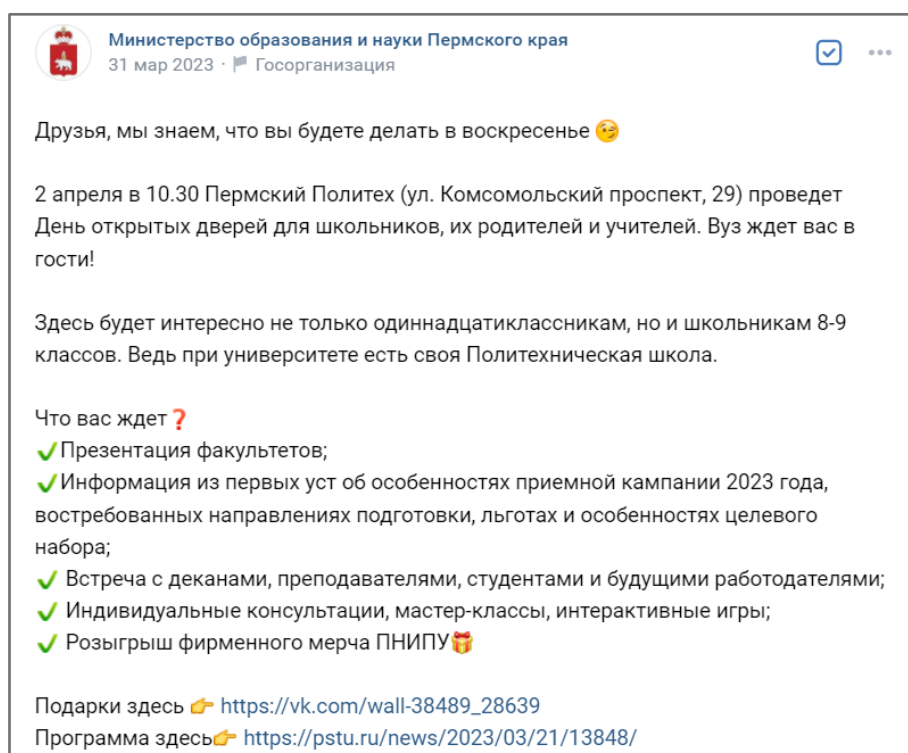 Министерство образования и науки Пермского края
31 мар 2023 · Госорганизация
Друзья, мы знаем, что вы будете делать в воскресенье 😏
2 апреля в 10.30 Пермский Политех (ул. Комсомольский проспект, 29) проведет
День открытых дверей для школьников, их родителей и учителей. Вуз ждет вас в
гости!
Здесь будет интересно не только одиннадцатиклассникам, но и школьникам 8-9
классов. Ведь при университете есть своя Политехническая школа.
Что вас ждет❓
✔Презентация факультетов;
✔Информация из первых уст об особенностях приемной кампании 2023 года,
востребованных направлениях подготовки, льготах и особенностях целевого
набора;
✔ Встреча с деканами, преподавателями, студентами и будущими работодателями;
✔ Индивидуальные консультации, мастер-классы, интерактивные игры;
✔ Розыгрыш фирменного мерча ПНИПУ🎁
Подарки здесь 👉 https://vk.com/wall-38489_28639
Программа здесь👉 https://pstu.ru/news/2023/03/21/13848/